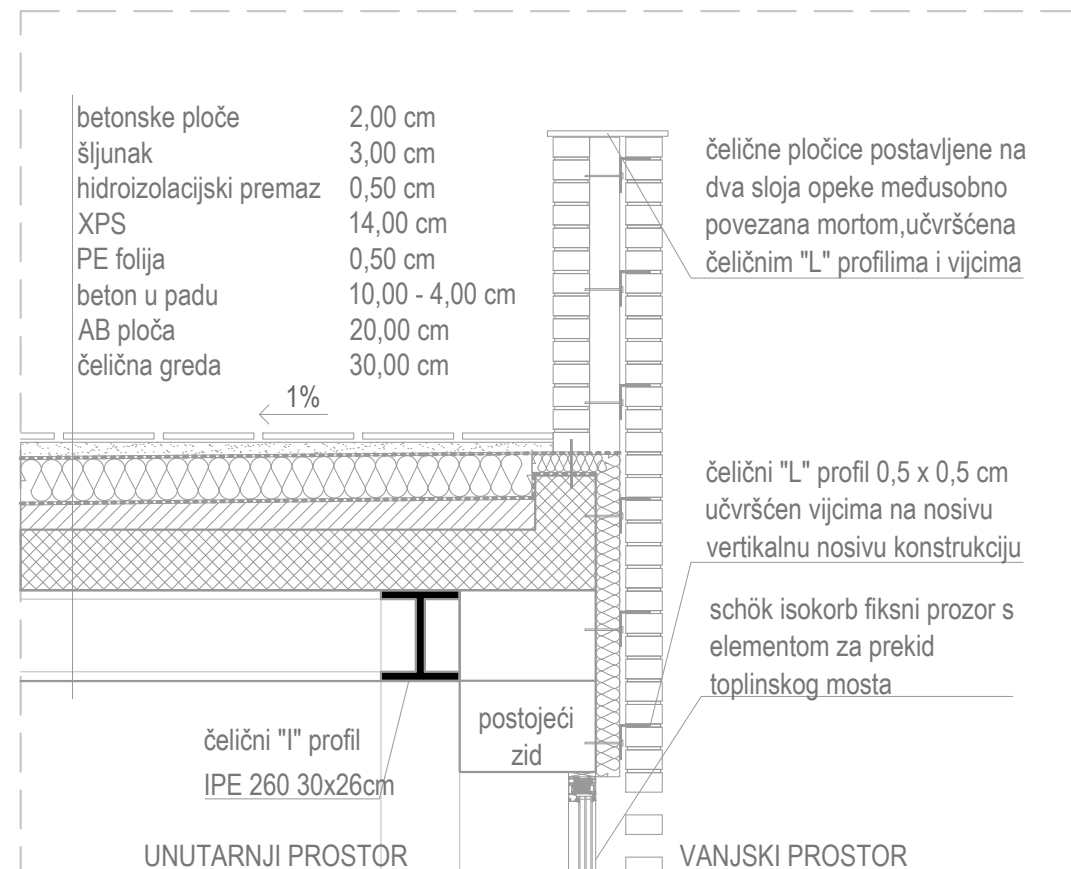 betonske ploče 2,00 cm
šljunak 3,00 cm
hidroizolacijski premaz 0,50 cm
XPS 14,00 cm
PE folija 0,50 cm
beton u padu 10,00 - 4,00 cm
AB ploča 20,00 cm
čelična greda 30,00 cm
1%
čelične pločice postavljene na
dva sloja opeke međusobno
povezana mortom,učvršćena
čeličnim "L" profilima i vijcima
čelični "L" profil 0,5 x 0,5 cm
učvršćen vijcima na nosivu
vertikalnu nosivu konstrukciju
schök isokorb fiksni prozor s
elementom za prekid
toplinskog mosta
postojeći
zid
čelični "I" profil
IPE 260 30x26cm
UNUTARNJI PROSTOR
VANJSKI PROSTOR